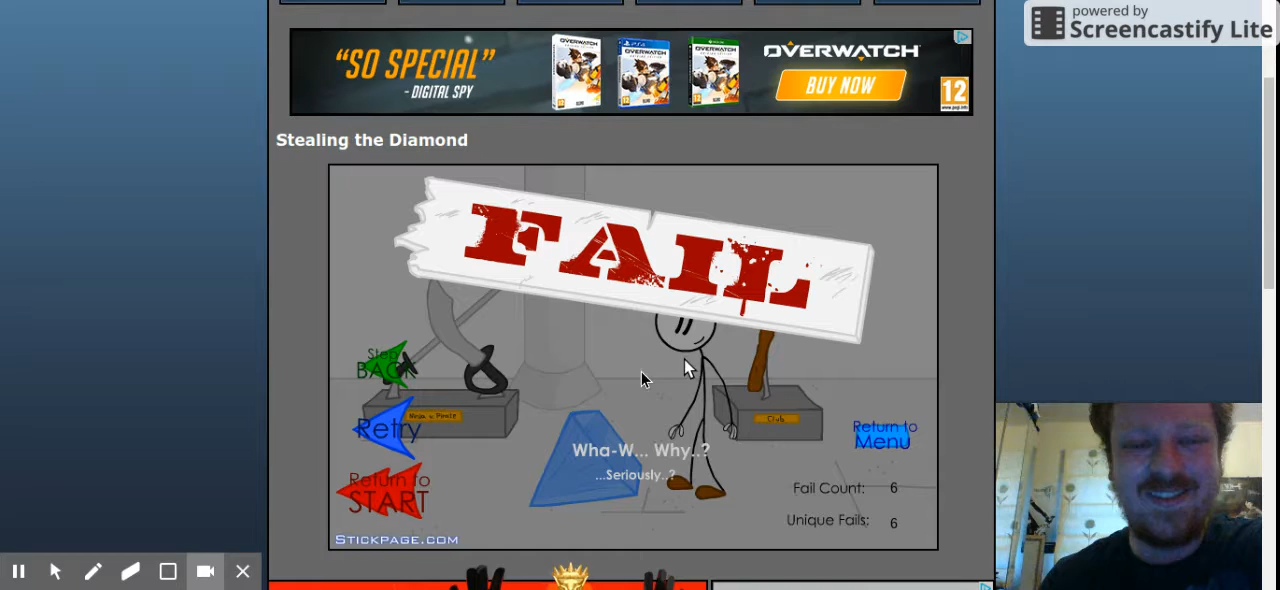 powered by
Screencastify Lite
“SO SPECIAL”
- DIGITAL SPY
OVERWATCH
BUY NOW
12
Stealing the Diamond
FAIL
Step
BACK
Club
Retry
Return to
Menu
Wha-W... Why..?
...Seriously..?
Return to
START
Fail Count: 6
Unique Fails: 6
STICKPAGE.COM